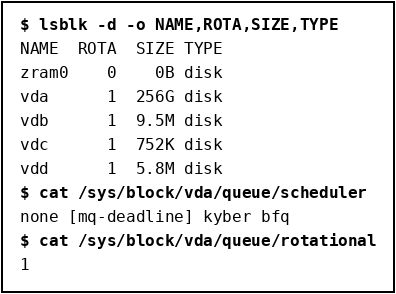 $ lsblk -d -o NAME,ROTA,SIZE,TYPE
NAME  ROTA  SIZE TYPE
zram0    0    0B disk
vda      1  256G disk
vdb      1  9.5M disk
vdc      1  752K disk
vdd      1  5.8M disk
$ cat /sys/block/vda/queue/scheduler
none [mq-deadline] kyber bfq
$ cat /sys/block/vda/queue/rotational
1